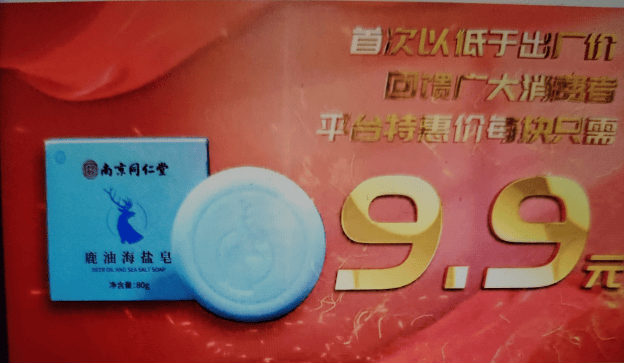 首次以低于出厂价
回馈广大消费者
平台特惠价每块只需
9.9元
南京同仁堂
鹿油海盐皂
DEER OIL AND SEA SALT SOAP
净含量:80g